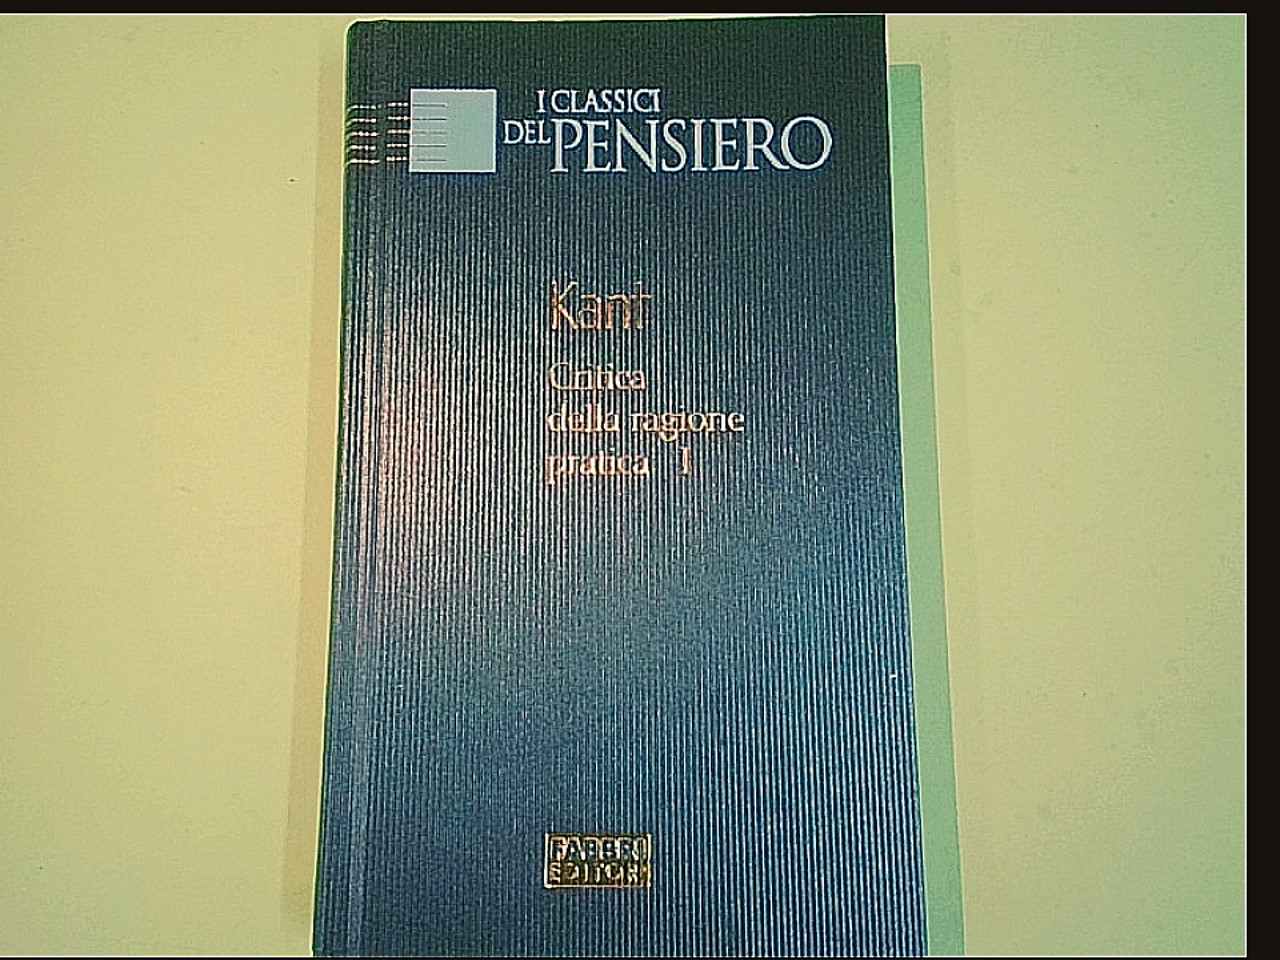 I CLASSICI
DEL PENSIERO
Kant
Critica
della ragione
pratica 1
FABBRI
EDITORI